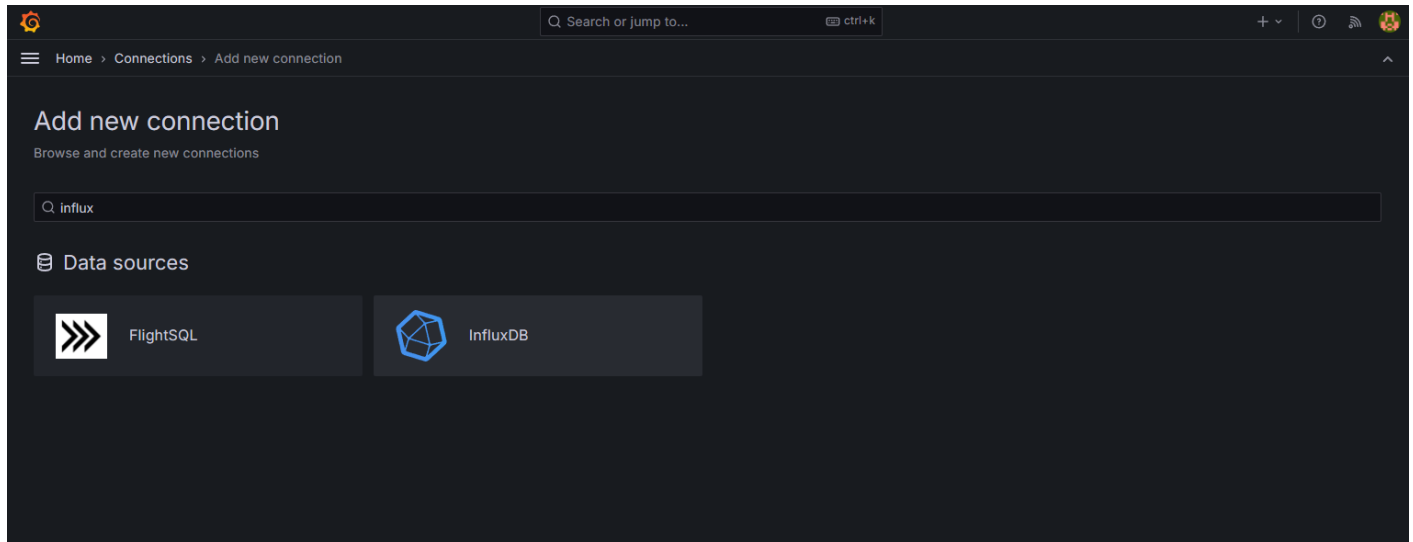 Search or jump to... ctrl+k
Home › Connections › Add new connection
Add new connection
Browse and create new connections
influx
Data sources
FlightSQL InfluxDB